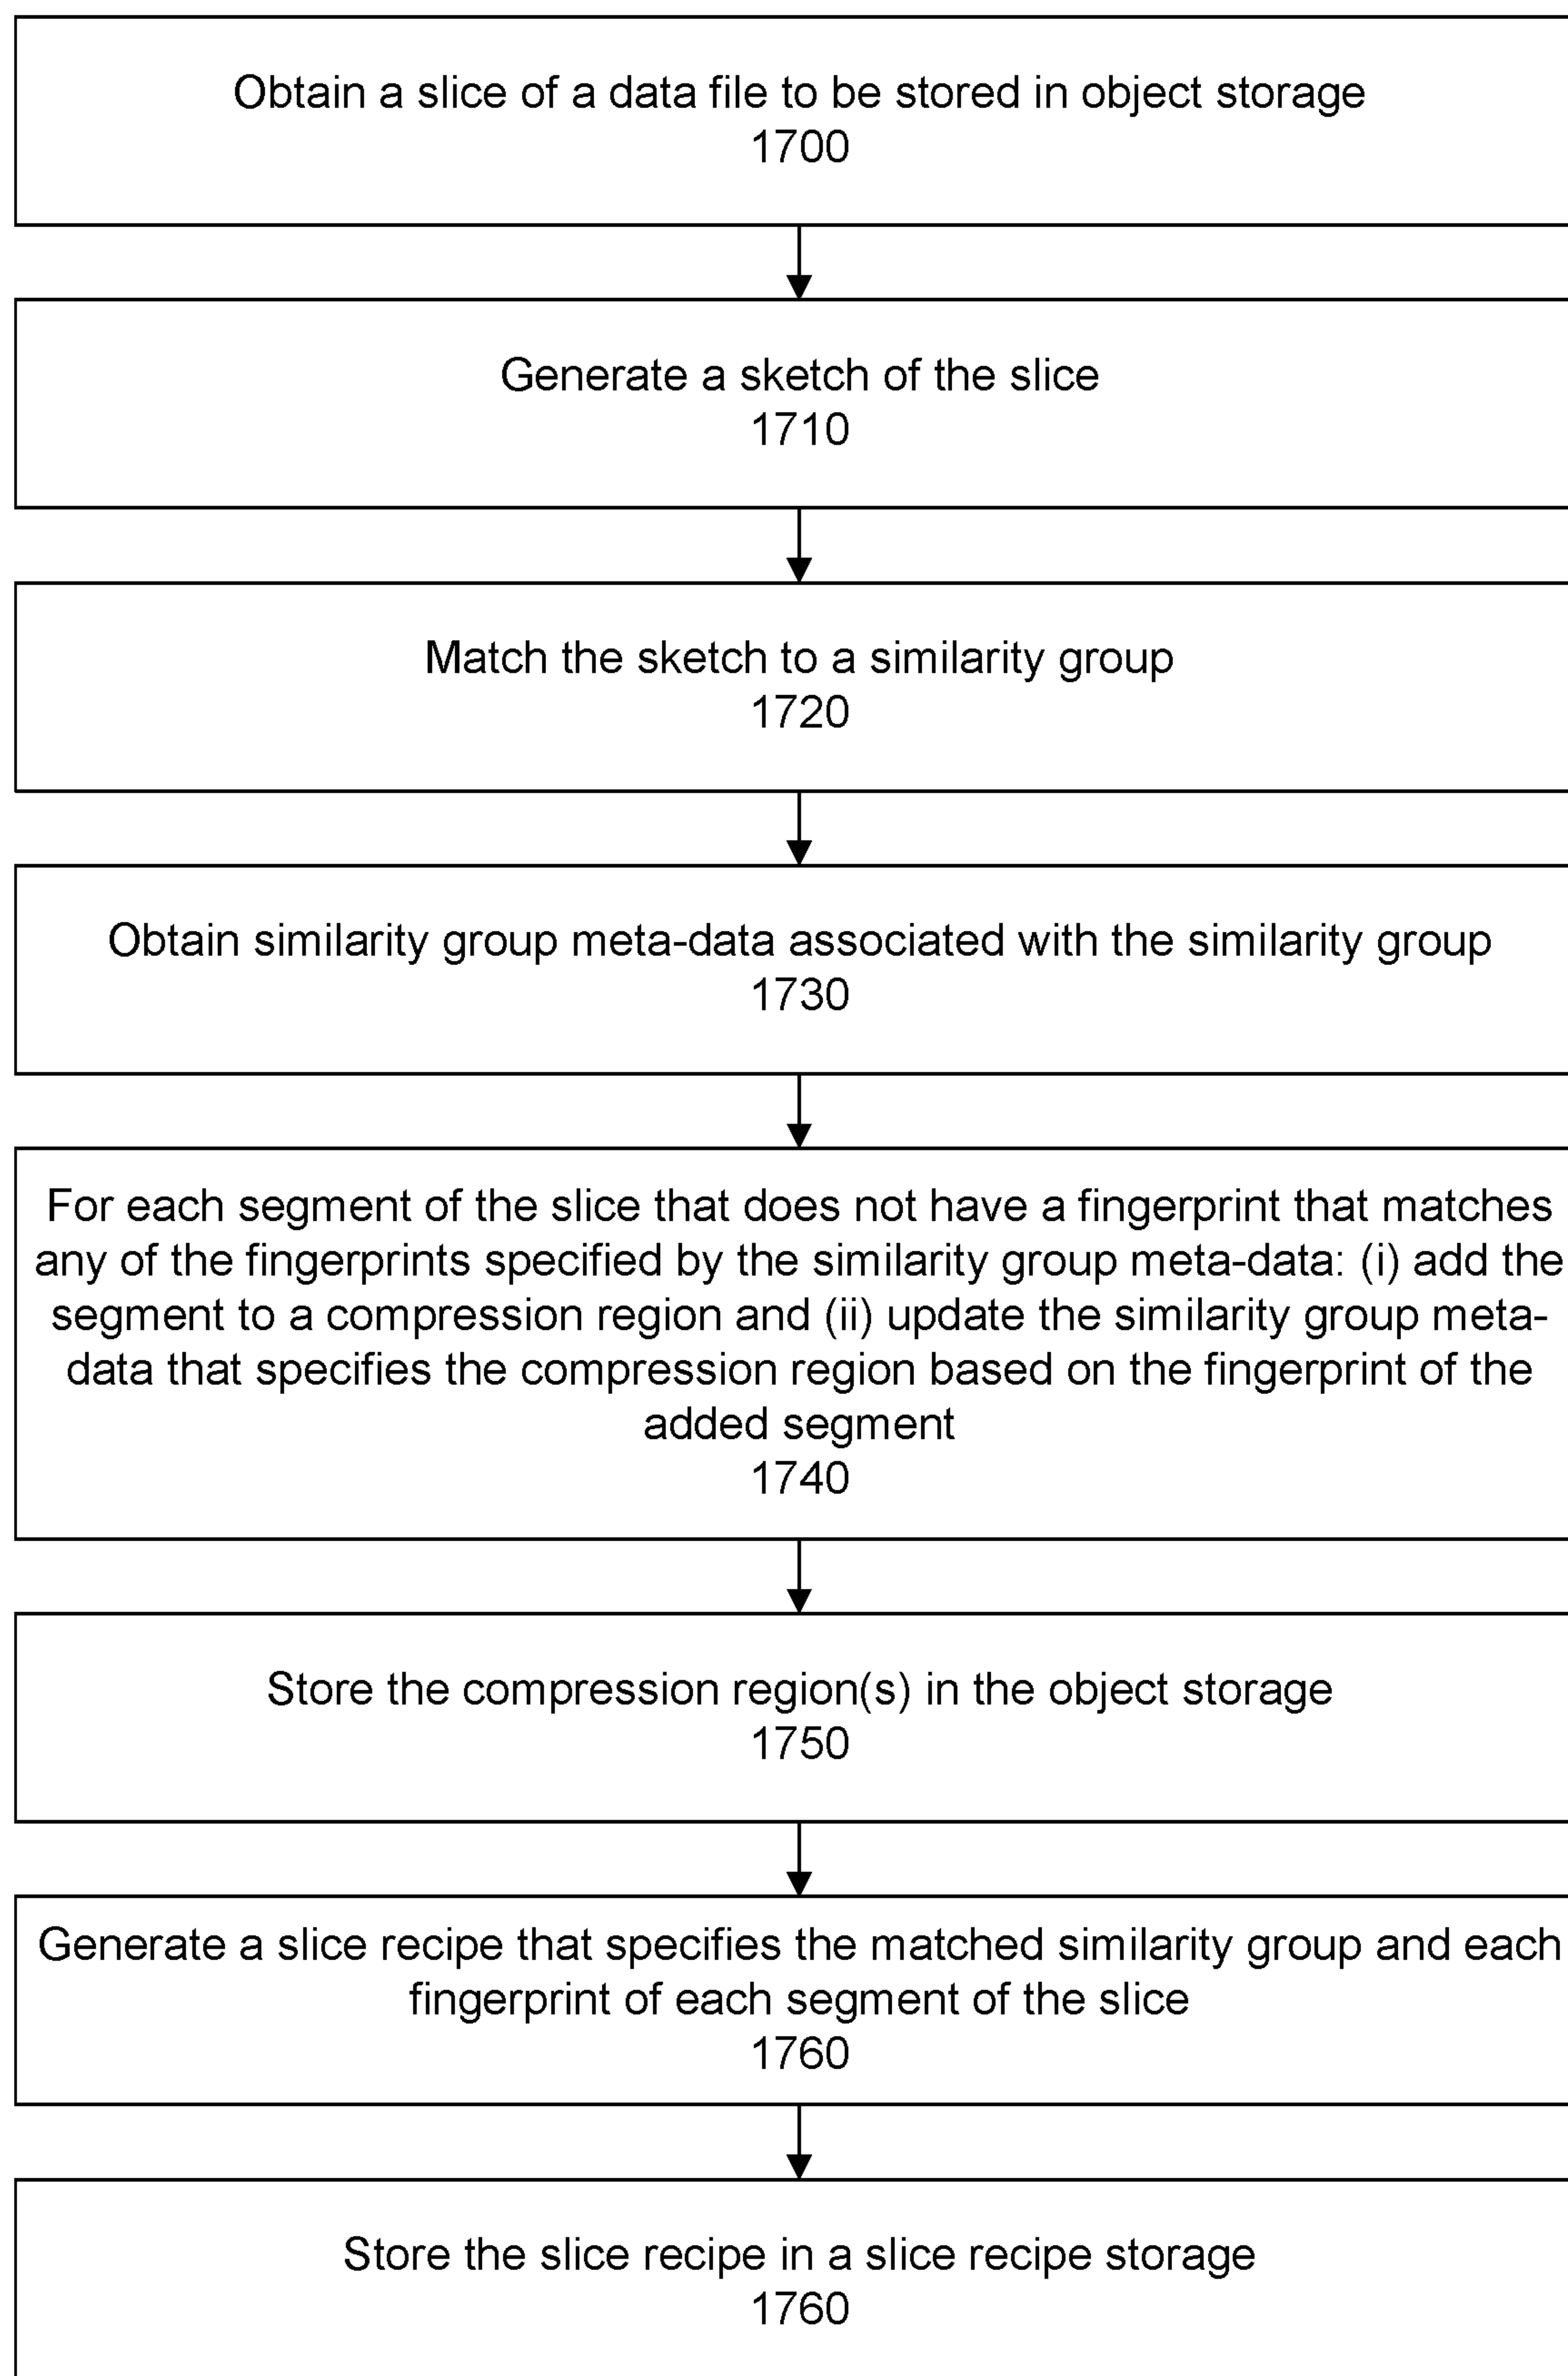 Obtain a slice of a data file to be stored in object storage
1700
Generate a sketch of the slice
1710
Match the sketch to a similarity group
1720
Obtain similarity group meta-data associated with the similarity group
1730
For each segment of the slice that does not have a fingerprint that matches
any of the fingerprints specified by the similarity group meta-data: (i) add the
segment to a compression region and (ii) update the similarity group meta-
data that specifies the compression region based on the fingerprint of the
added segment
1740
Store the compression region(s) in the object storage
1750
Generate a slice recipe that specifies the matched similarity group and each
fingerprint of each segment of the slice
1760
Store the slice recipe in a slice recipe storage
1760